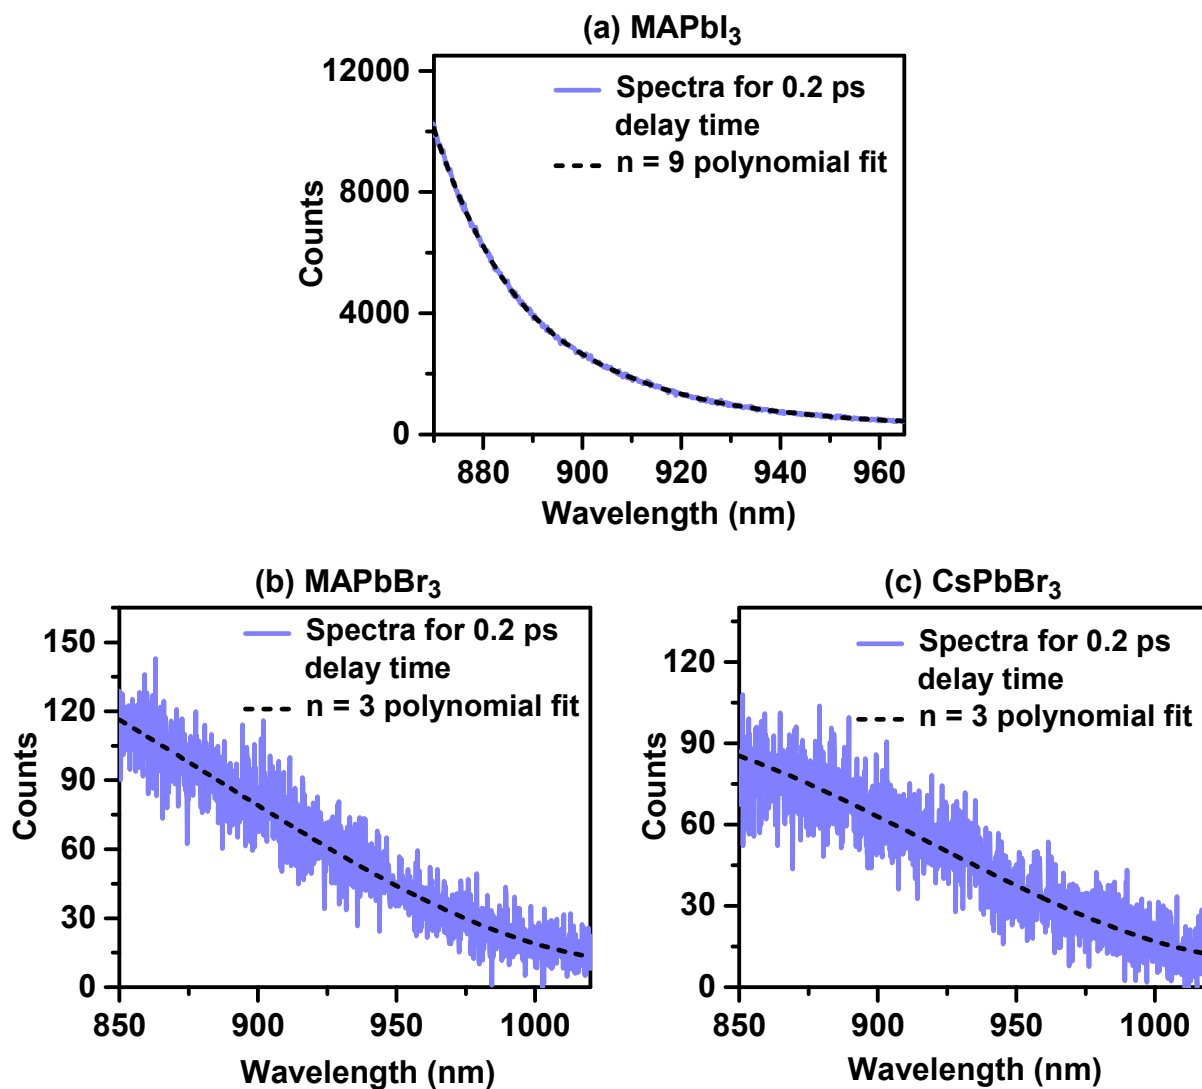 (a) MAPbI₃
12000
8000
4000
0
Counts
Spectra for 0.2 ps
delay time
n = 9 polynomial fit
880 900 920 940 960
Wavelength (nm)
(b) MAPbBr₃
150
120
90
60
30
0
Counts
Spectra for 0.2 ps
delay time
n = 3 polynomial fit
850 900 950 1000
Wavelength (nm)
(c) CsPbBr₃
120
90
60
30
0
Counts
Spectra for 0.2 ps
delay time
n = 3 polynomial fit
850 900 950 1000
Wavelength (nm)